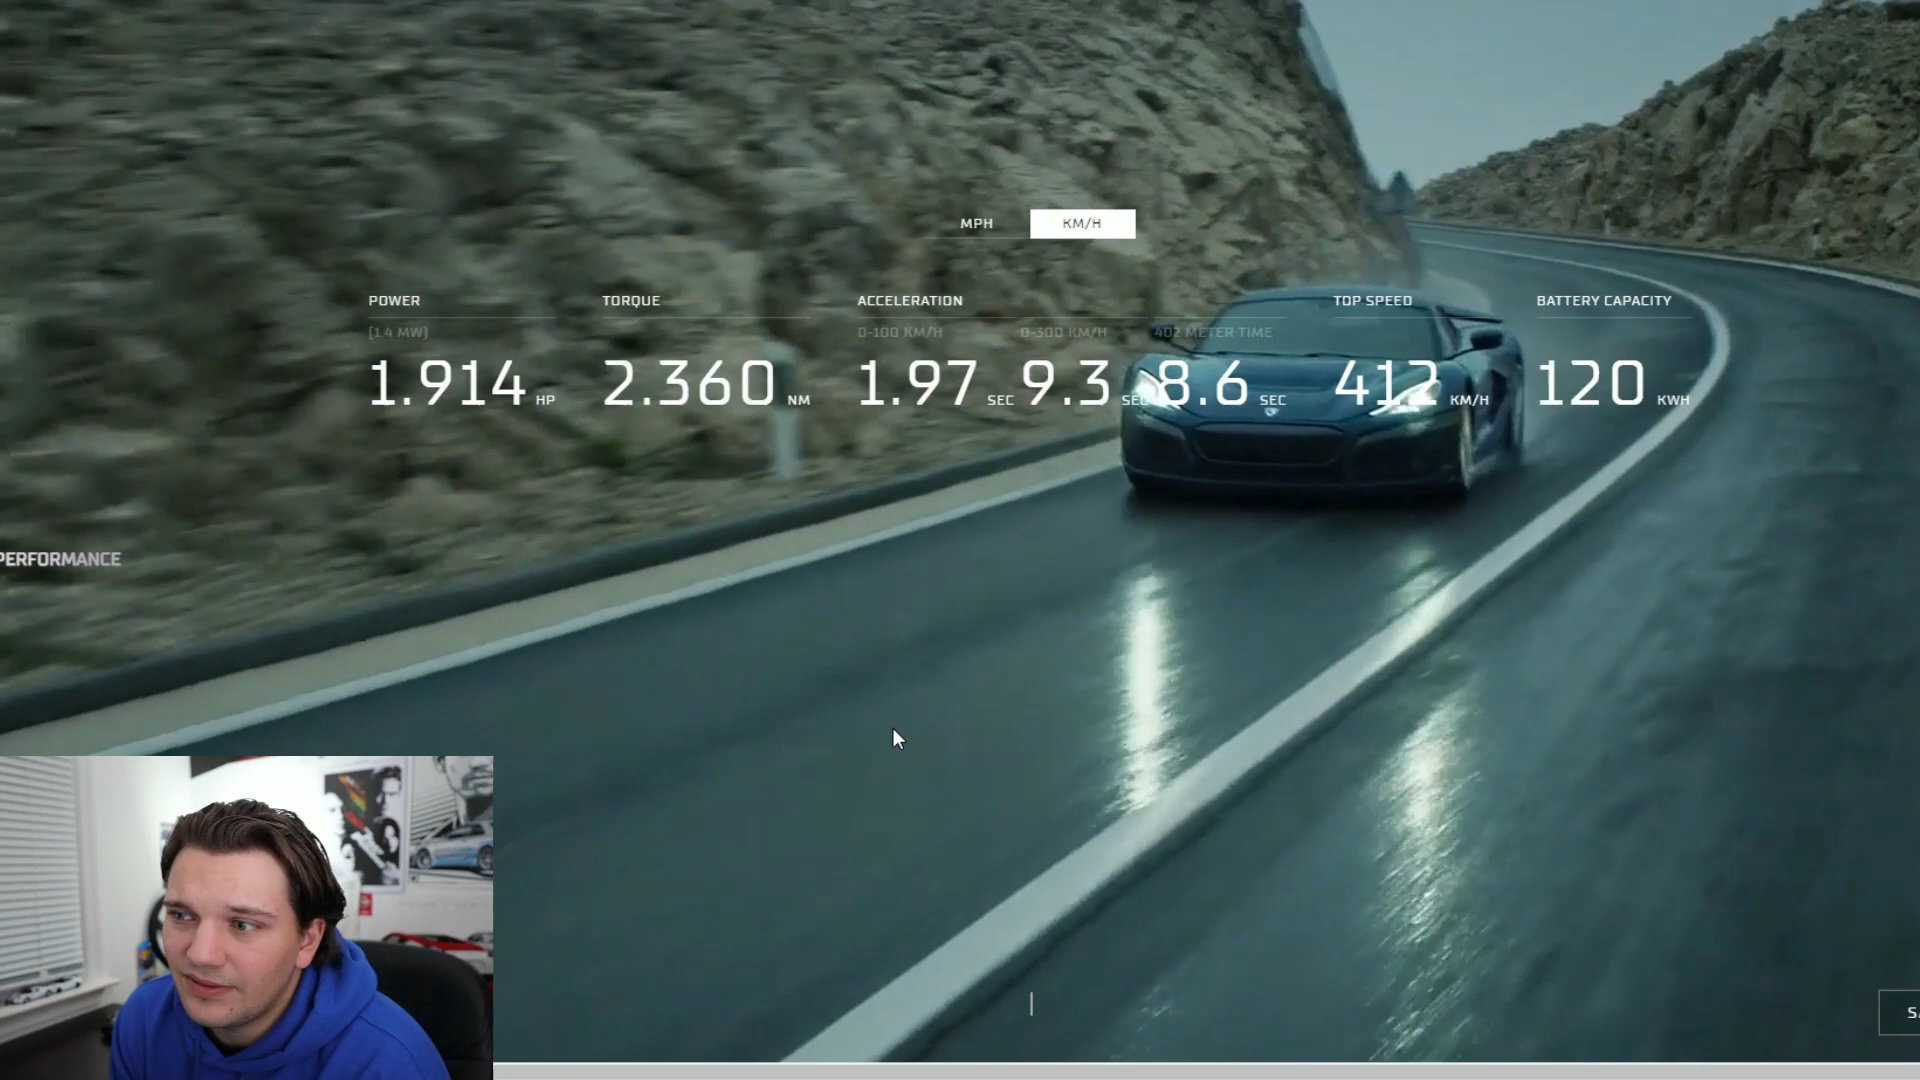 MPH KM/H
POWER TORQUE ACCELERATION TOP SPEED BATTERY CAPACITY
(1.4 MW) 0-100 KM/H 0-300 KM/H 402 METER TIME
1.914 HP 2.360 NM 1.97 SEC 9.3 SEC 8.6 SEC 412 KM/H 120 KWH
PERFORMANCE